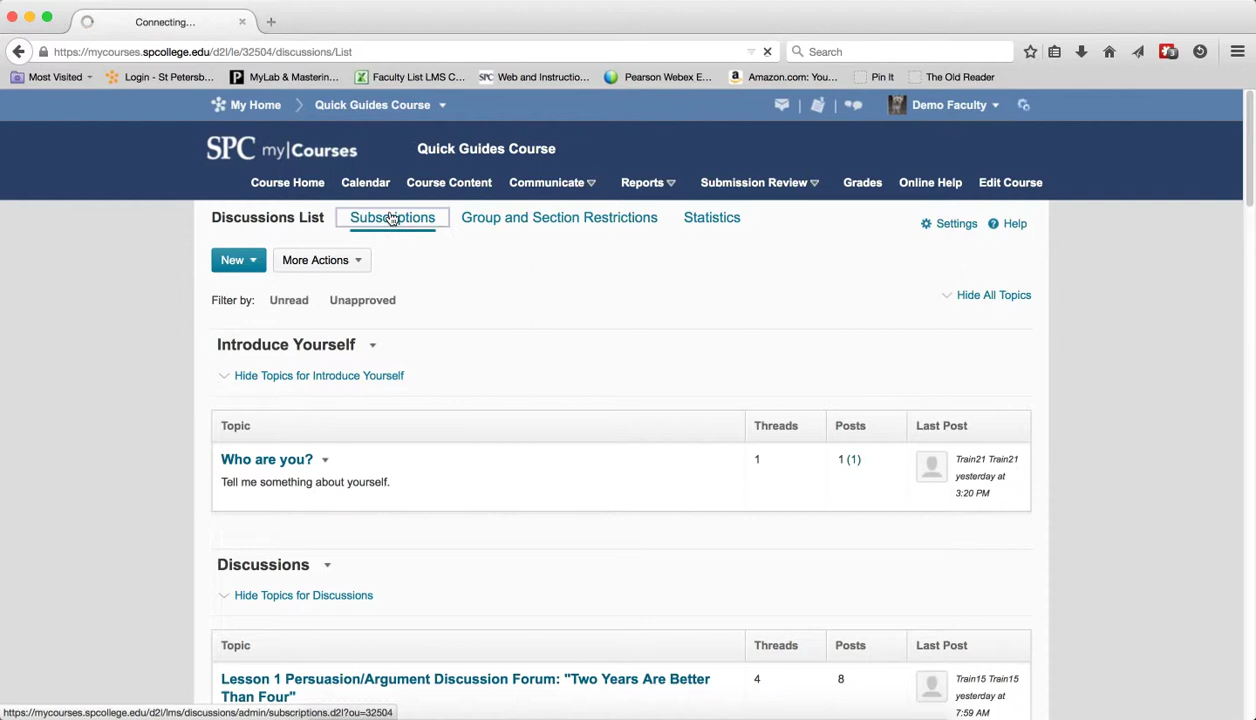 Connecting...
https://mycourses.spcollege.edu/d2l/le/32504/discussions/List
Search
Most Visited
Login - St Petersb...
MyLab & Mastering...
Faculty List LMS C...
Web and Instructio...
Pearson Webex E...
Amazon.com: You...
Pin It
The Old Reader
My Home
Quick Guides Course
Demo Faculty
SPC my|Courses
Quick Guides Course
Course Home
Calendar
Course Content
Communicate
Reports
Submission Review
Grades
Online Help
Edit Course
Discussions List
Subscriptions
Group and Section Restrictions
Statistics
Settings
Help
New
More Actions
Filter by:
Unread
Unapproved
Hide All Topics
Introduce Yourself
Hide Topics for Introduce Yourself
Topic
Threads
Posts
Last Post
Who are you?
1
1 (1)
Train21 Train21
yesterday at
3:20 PM
Tell me something about yourself.
Discussions
Hide Topics for Discussions
Topic
Threads
Posts
Last Post
Lesson 1 Persuasion/Argument Discussion Forum: "Two Years Are Better
Than Four"
4
8
Train15 Train15
yesterday at
7:59 AM
https://mycourses.spcollege.edu/d2l/lms/discussions/admin/subscriptions.d2l?ou=32504